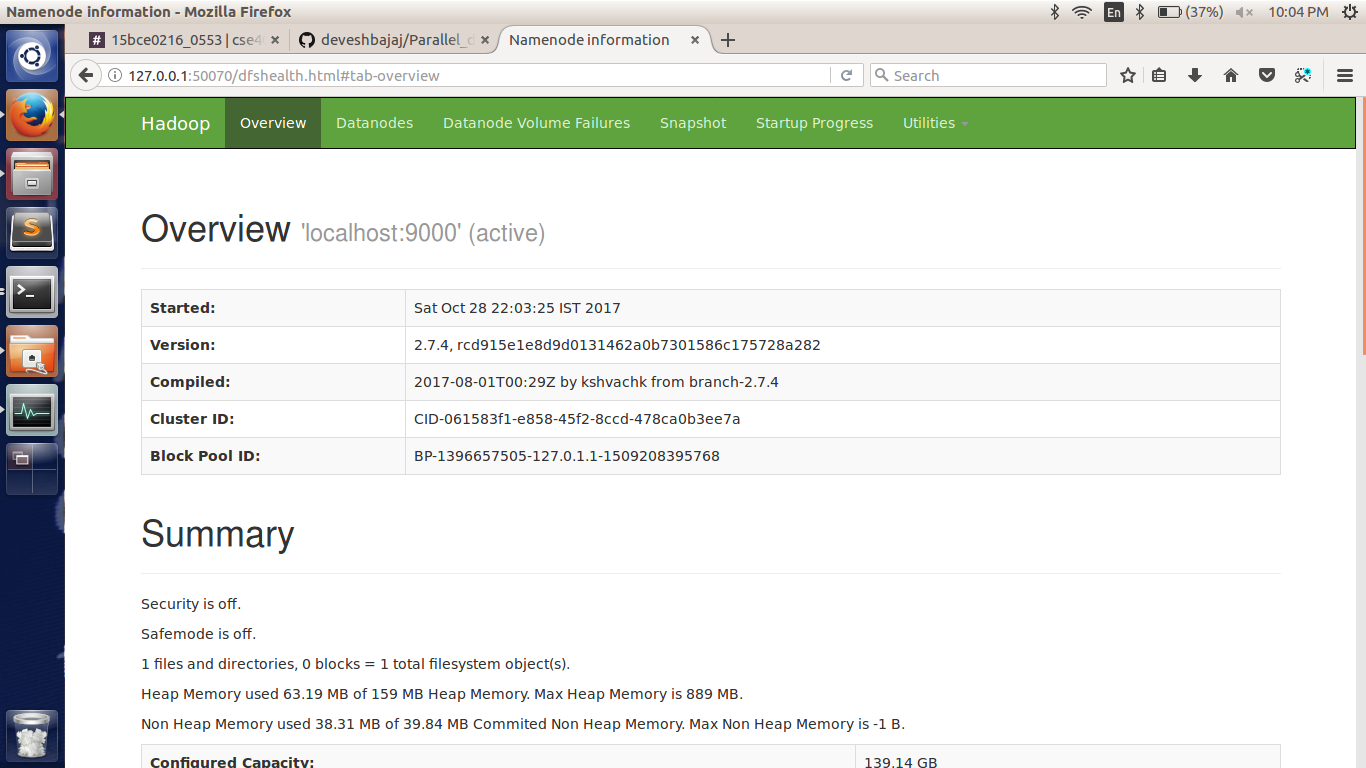 Namenode information - Mozilla Firefox
En
(37%)
10:04 PM
# 15bce0216_0553 | cse4
deveshbajaj/Parallel_d
Namenode information
127.0.0.1:50070/dfshealth.html#tab-overview
Search
Hadoop
Overview
Datanodes
Datanode Volume Failures
Snapshot
Startup Progress
Utilities
Overview 'localhost:9000' (active)
Started: Sat Oct 28 22:03:25 IST 2017
Version: 2.7.4, rcd915e1e8d9d0131462a0b7301586c175728a282
Compiled: 2017-08-01T00:29Z by kshvachk from branch-2.7.4
Cluster ID: CID-061583f1-e858-45f2-8ccd-478ca0b3ee7a
Block Pool ID: BP-1396657505-127.0.1.1-1509208395768
Summary
Security is off.
Safemode is off.
1 files and directories, 0 blocks = 1 total filesystem object(s).
Heap Memory used 63.19 MB of 159 MB Heap Memory. Max Heap Memory is 889 MB.
Non Heap Memory used 38.31 MB of 39.84 MB Commited Non Heap Memory. Max Non Heap Memory is -1 B.
Configured Capacity: 139.14 GB